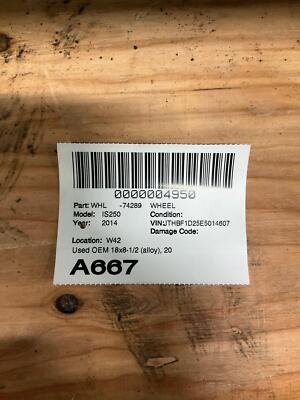 0000004950
Part: WHL -74289 WHEEL
Model: IS250 Condition:
Year: 2014 VIN:JTHBF1D25E5014607
Damage Code:
Location: W42
Used OEM 18x8-1/2 (alloy), 20
A667